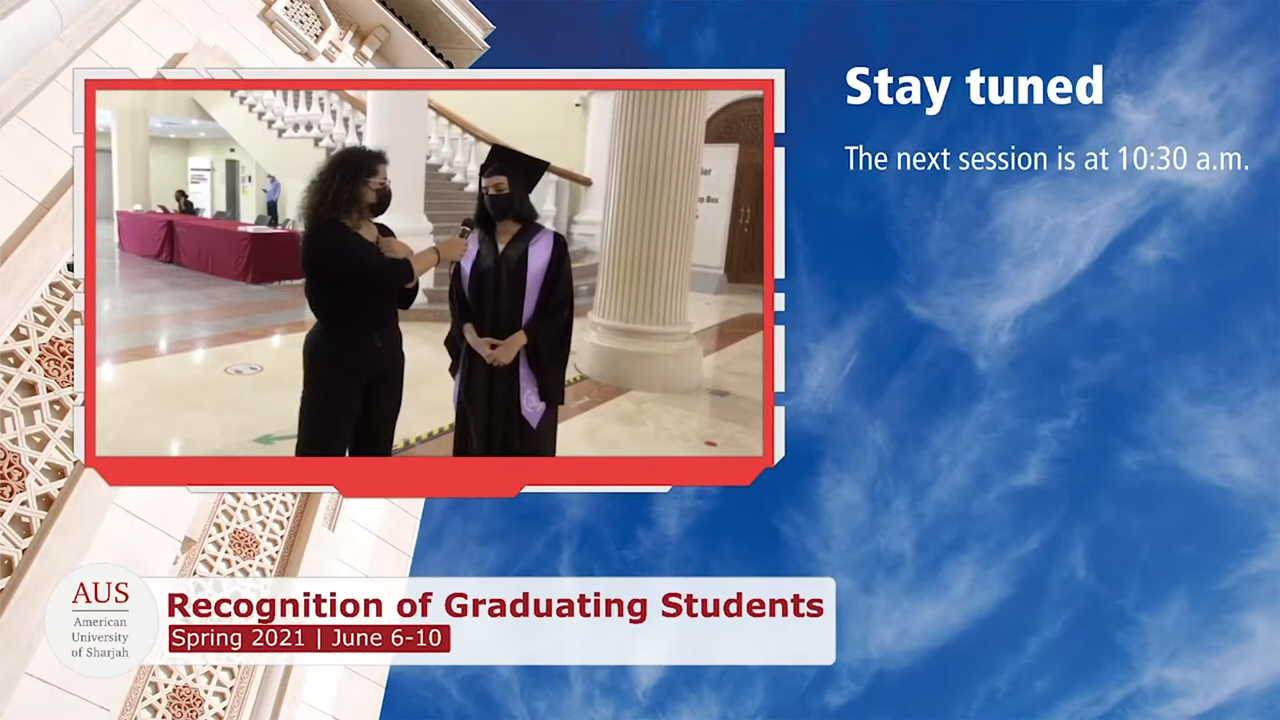 Stay tuned
The next session is at 10:30 a.m.
AUS
American
University
of Sharjah
Recognition of Graduating Students
Spring 2021 | June 6-10